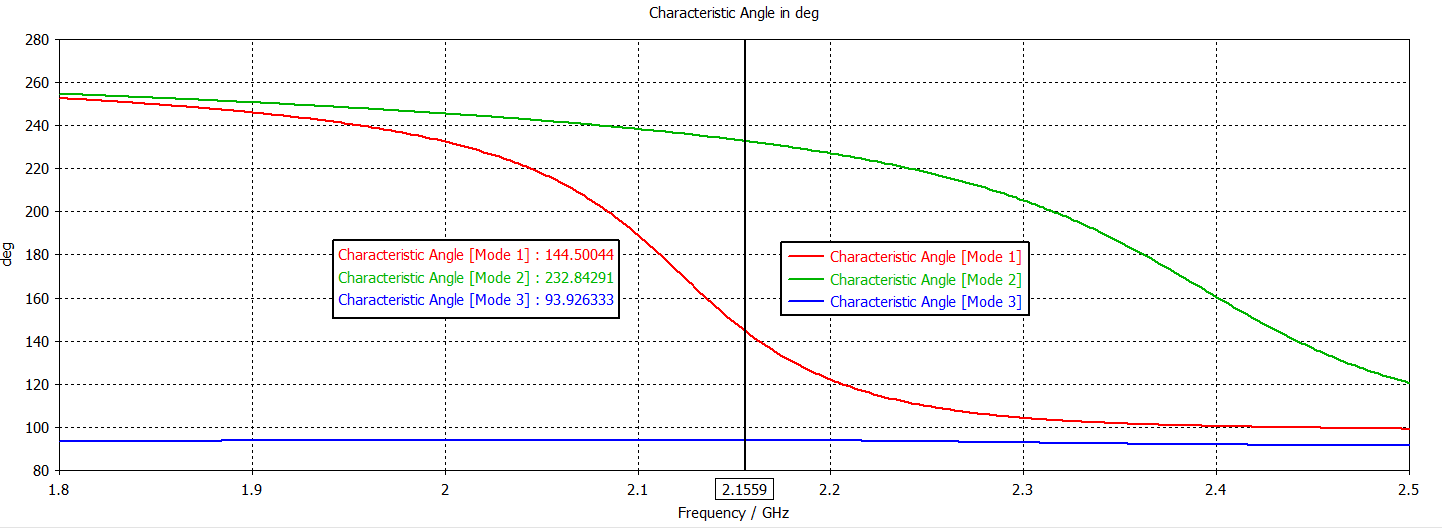 Characteristic Angle in deg
280
260
240
220
200
180
160
140
120
100
80
deg
Characteristic Angle [Mode 1] : 144.50044
Characteristic Angle [Mode 2] : 232.84291
Characteristic Angle [Mode 3] : 93.926333
Characteristic Angle [Mode 1]
Characteristic Angle [Mode 2]
Characteristic Angle [Mode 3]
1.8 1.9 2 2.1 2.1559 2.2 2.3 2.4 2.5
Frequency / GHz